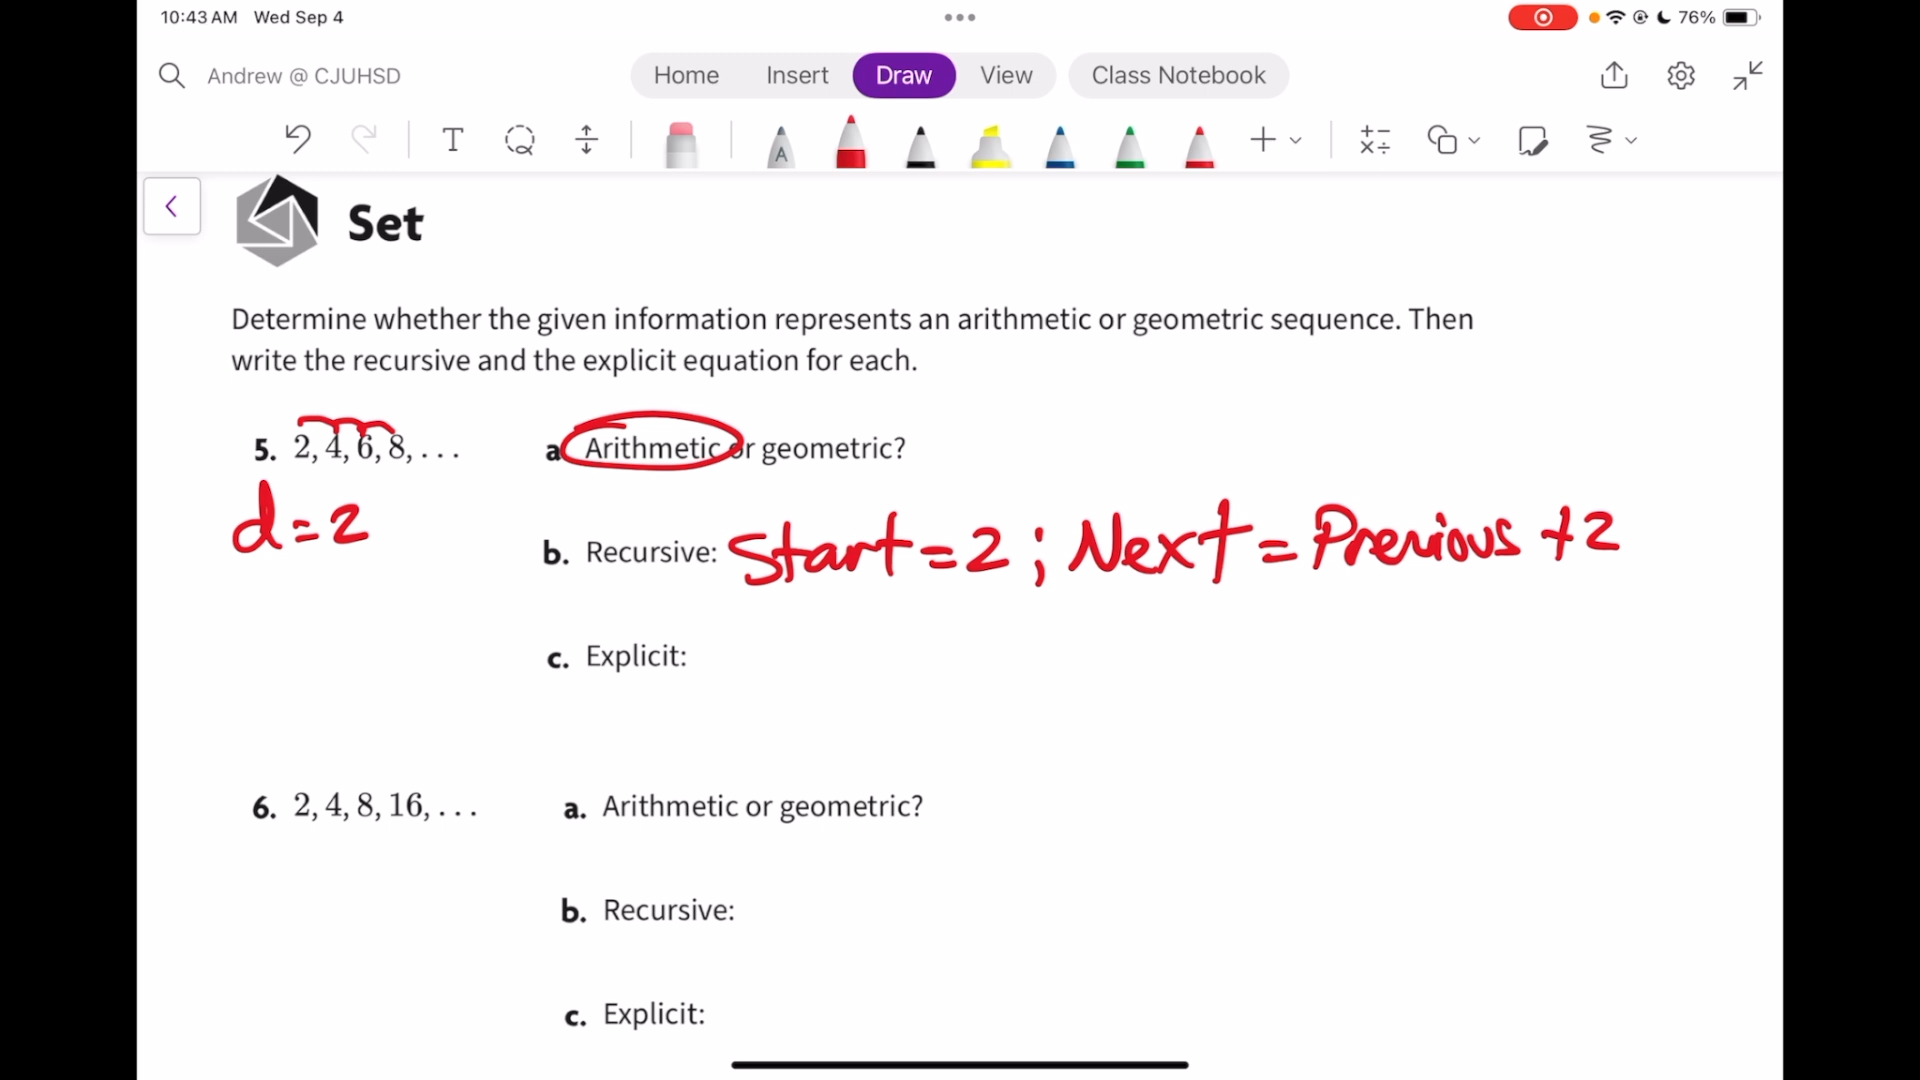 10:43 AM Wed Sep 4
76%
Andrew @ CJUHSD
Home Insert Draw View Class Notebook
T
A
Set
Determine whether the given information represents an arithmetic or geometric sequence. Then
write the recursive and the explicit equation for each.
5. 2, 4, 6, 8, . . . a Arithmetic or geometric?
d=2
b. Recursive: Start=2; Next=Previous +2
c. Explicit:
6. 2, 4, 8, 16, . . . a. Arithmetic or geometric?
b. Recursive:
c. Explicit: